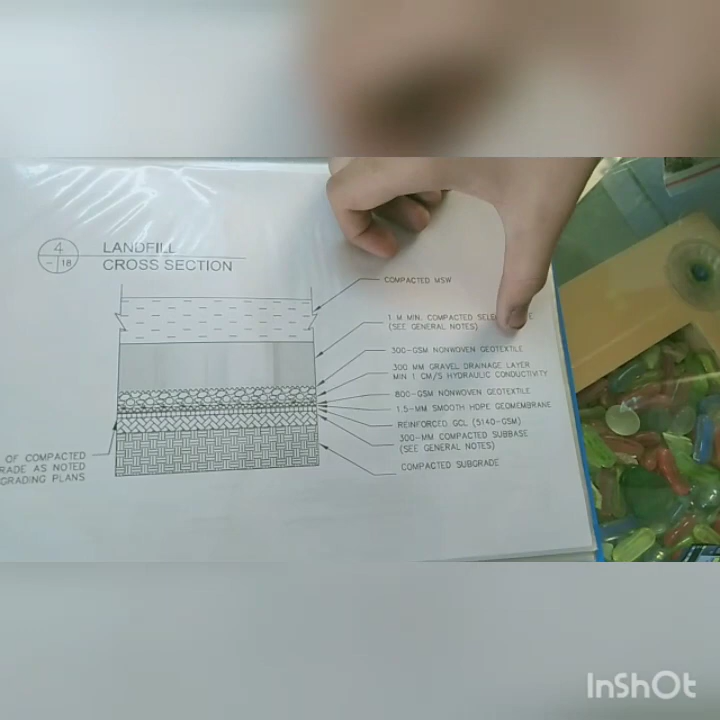 4
- 18
LANDFILL
CROSS SECTION
COMPACTED MSW
1 M MIN. COMPACTED
(SEE GENERAL NOTES)
300-GSM NONWOVEN GEOTEXTILE
300 MM GRAVEL DRAINAGE LAYER
MIN 1 CM/S HYDRAULIC CONDUCTIVITY
800-GSM NONWOVEN GEOTEXTILE
1.5-MM SMOOTH HDPE GEOMEMBRANE
REINFORCED GCL (5140-GSM)
300-MM COMPACTED SUBBASE
(SEE GENERAL NOTES)
COMPACTED SUBGRADE
OF COMPACTED
RADE AS NOTED
GRADING PLANS
InShOt